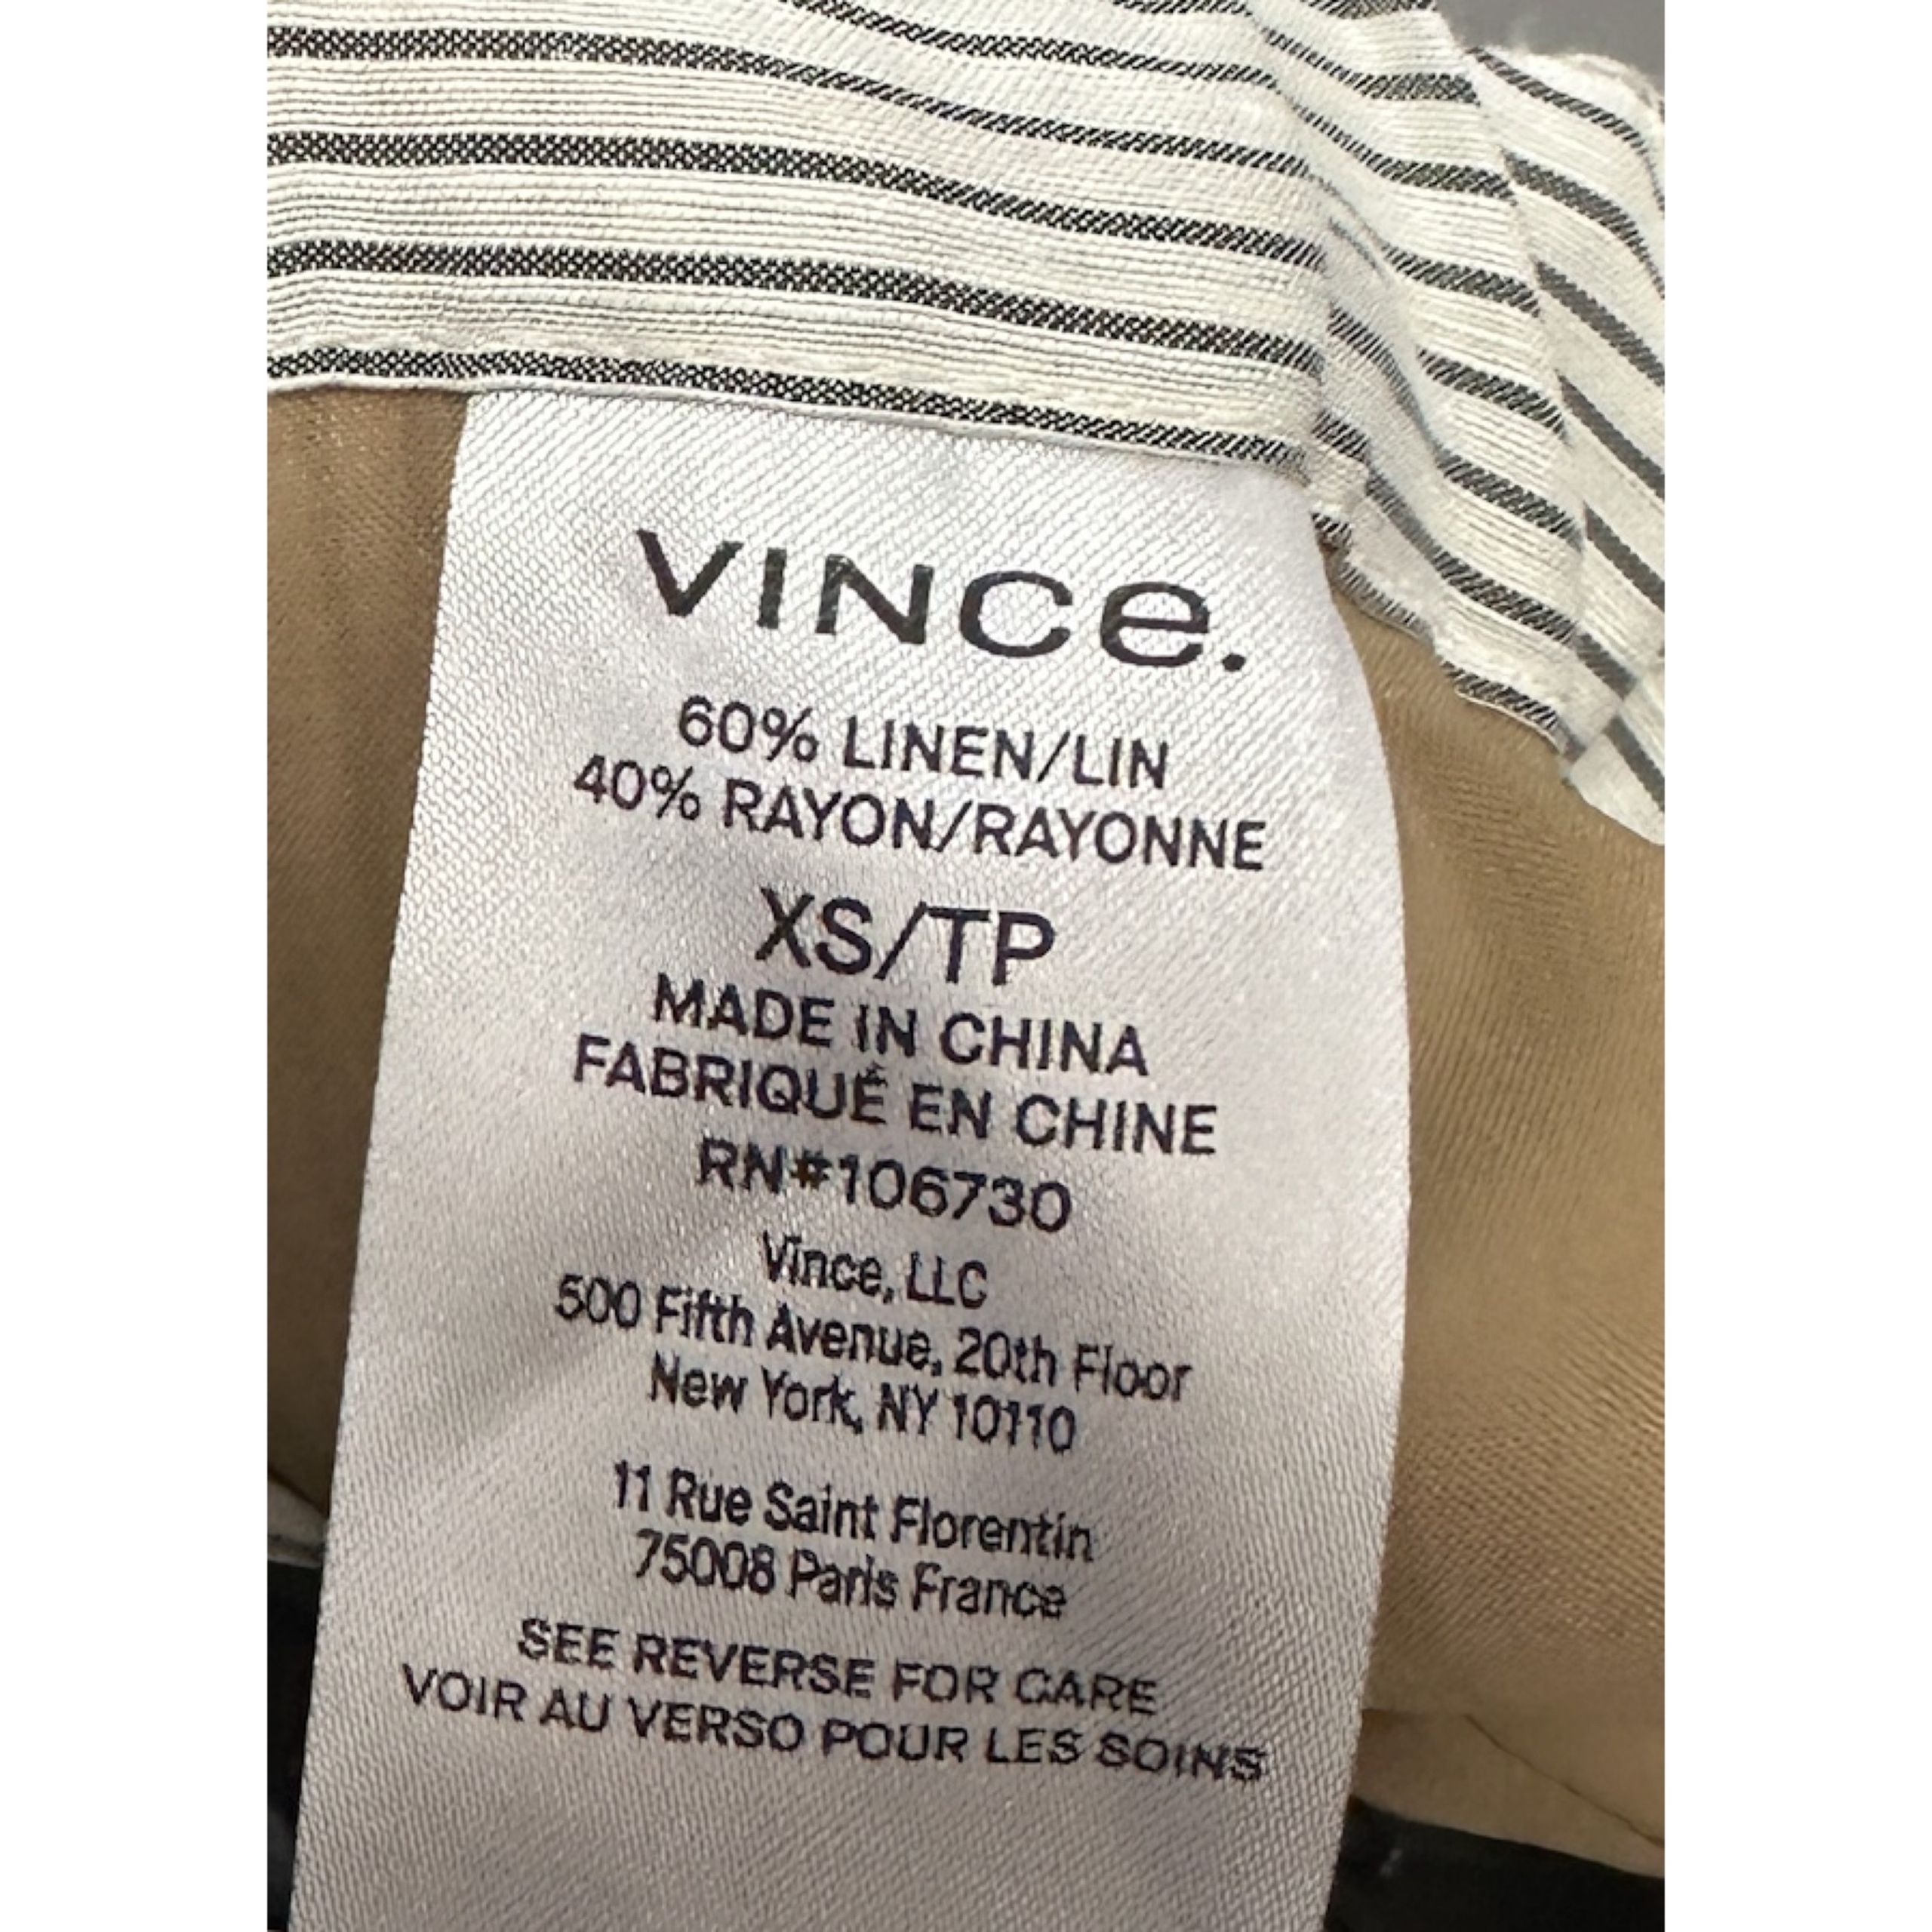 VINCe.
60% LINEN/LIN
40% RAYON/RAYONNE
XS/TP
MADE IN CHINA
FABRIQUÉ EN CHINE
RN#106730
Vince, LLC
500 Fifth Avenue, 20th Floor
New York, NY 10110
11 Rue Saint Florentin
75008 Paris France
SEE REVERSE FOR CARE
VOIR AU VERSO POUR LES SOINS